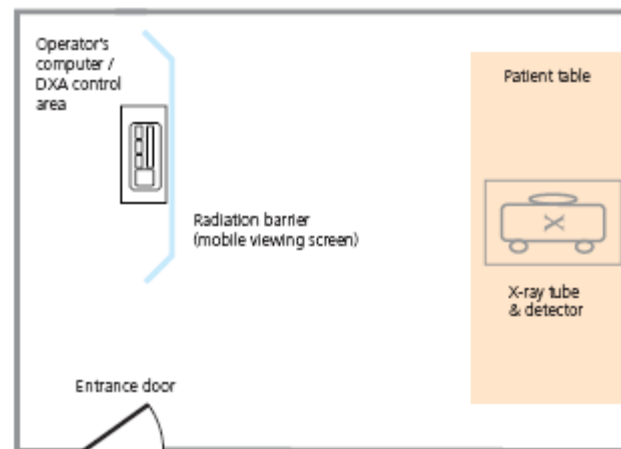 Operator's
computer /
DXA control
area
Patient table
Radiation barrier
(mobile viewing screen)
X-ray tube
& detector
Entrance door